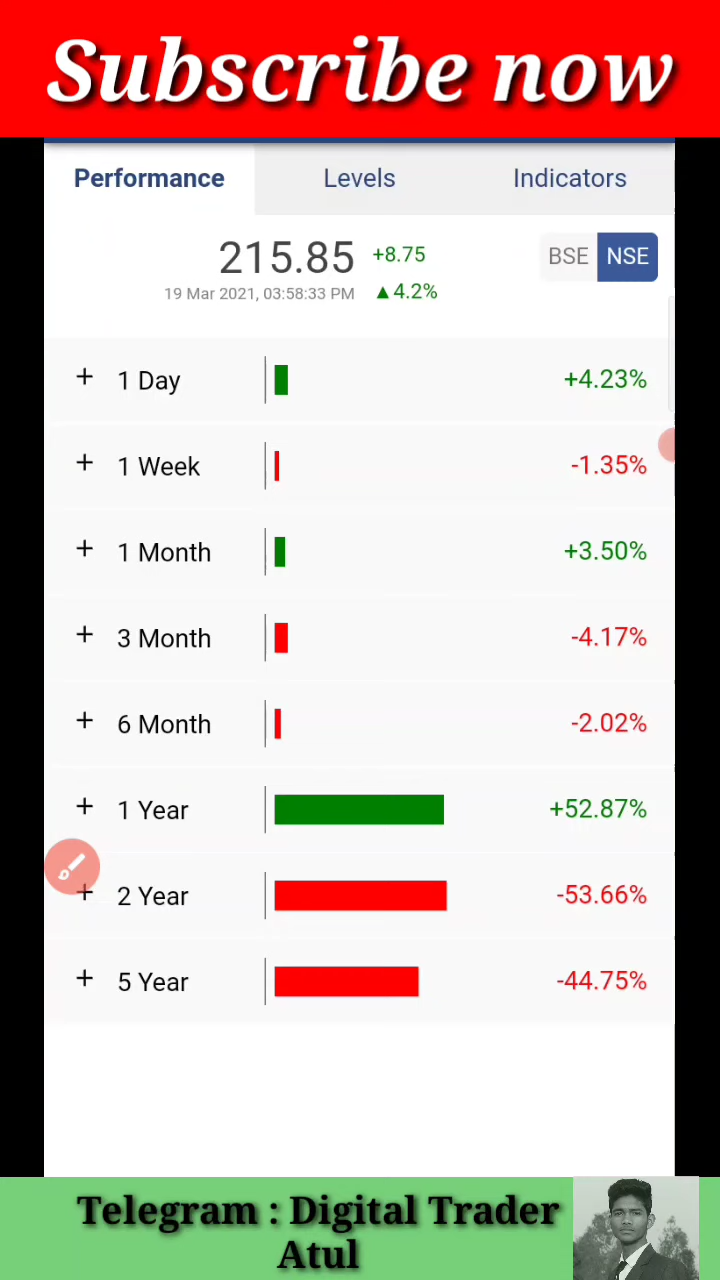 Subscribe now
Performance Levels Indicators
215.85 +8.75 BSE NSE
19 Mar 2021, 03:58:33 PM ▲4.2%
+ 1 Day +4.23%
+ 1 Week -1.35%
+ 1 Month +3.50%
+ 3 Month -4.17%
+ 6 Month -2.02%
+ 1 Year +52.87%
+ 2 Year -53.66%
+ 5 Year -44.75%
Telegram : Digital Trader
Atul